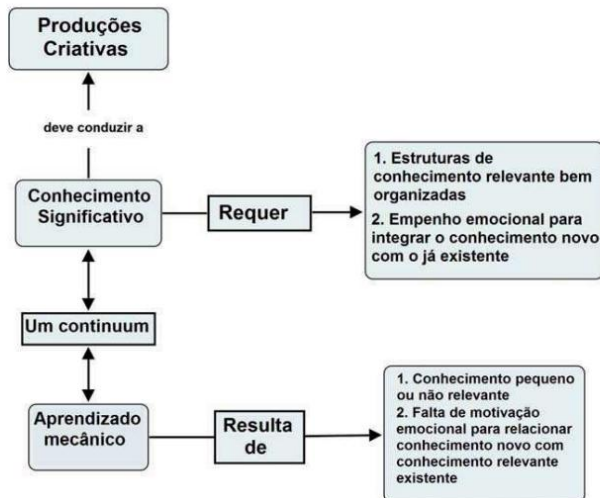 Produções
Criativas
deve conduzir a
Conhecimento
Significativo
Requer
1. Estruturas de
conhecimento relevante bem
organizadas
2. Empenho emocional para
integrar o conhecimento novo
com o já existente
Um continuum
Aprendizado
mecânico
Resulta
de
1. Conhecimento pequeno
ou não relevante
2. Falta de motivação
emocional para relacionar
conhecimento novo com
conhecimento relevante
existente